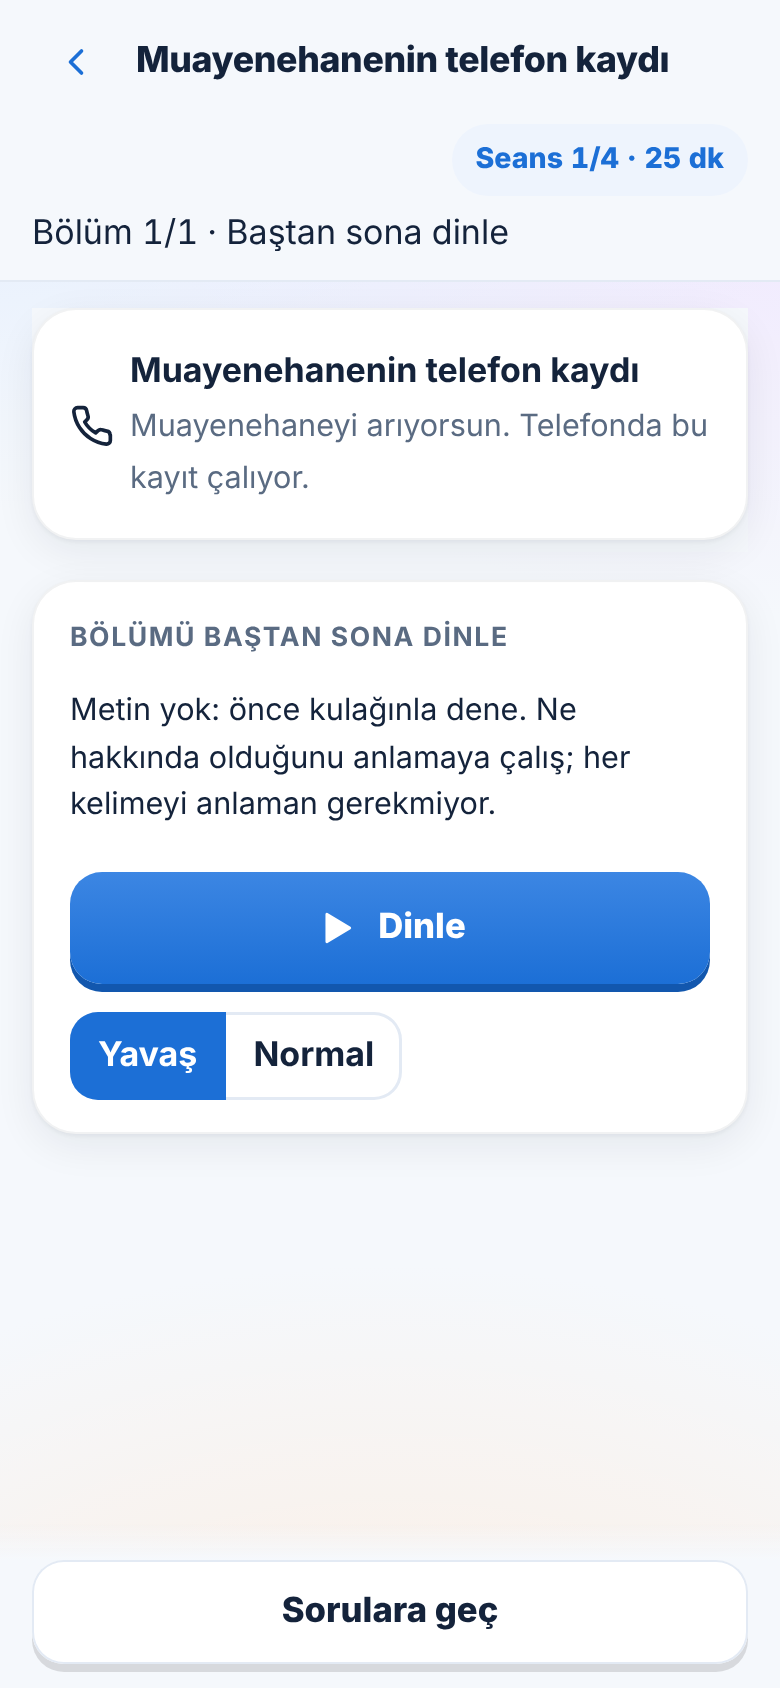 Muayenehanenin telefon kaydı
Seans 1/4 · 25 dk
Bölüm 1/1 · Baştan sona dinle
Muayenehanenin telefon kaydı
Muayenehaneyi arıyorsun. Telefonda bu
kayıt çalıyor.
BÖLÜMÜ BAŞTAN SONA DİNLE
Metin yok: önce kulağınla dene. Ne
hakkında olduğunu anlamaya çalış; her
kelimeyi anlaman gerekmiyor.
Dinle
Yavaş Normal
Sorulara geç